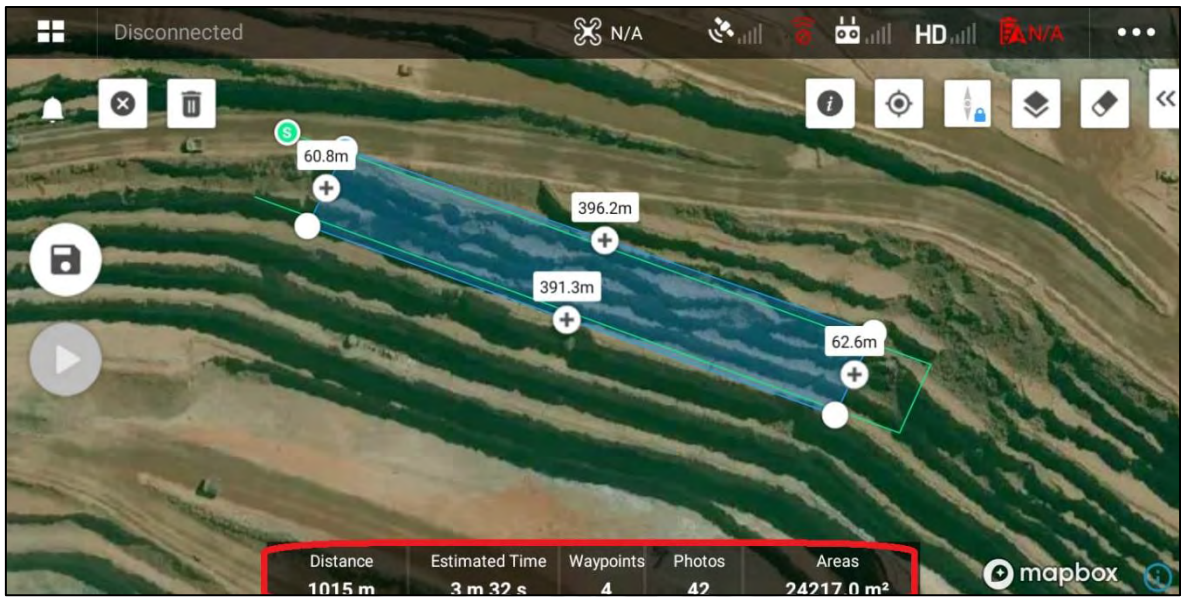 Disconnected N/A HD N/A
S
60.8m
396.2m
391.3m
62.6m
Distance Estimated Time Waypoints Photos Areas
1015 m 3 m 32 s 4 42 24217.0 m²
mapbox